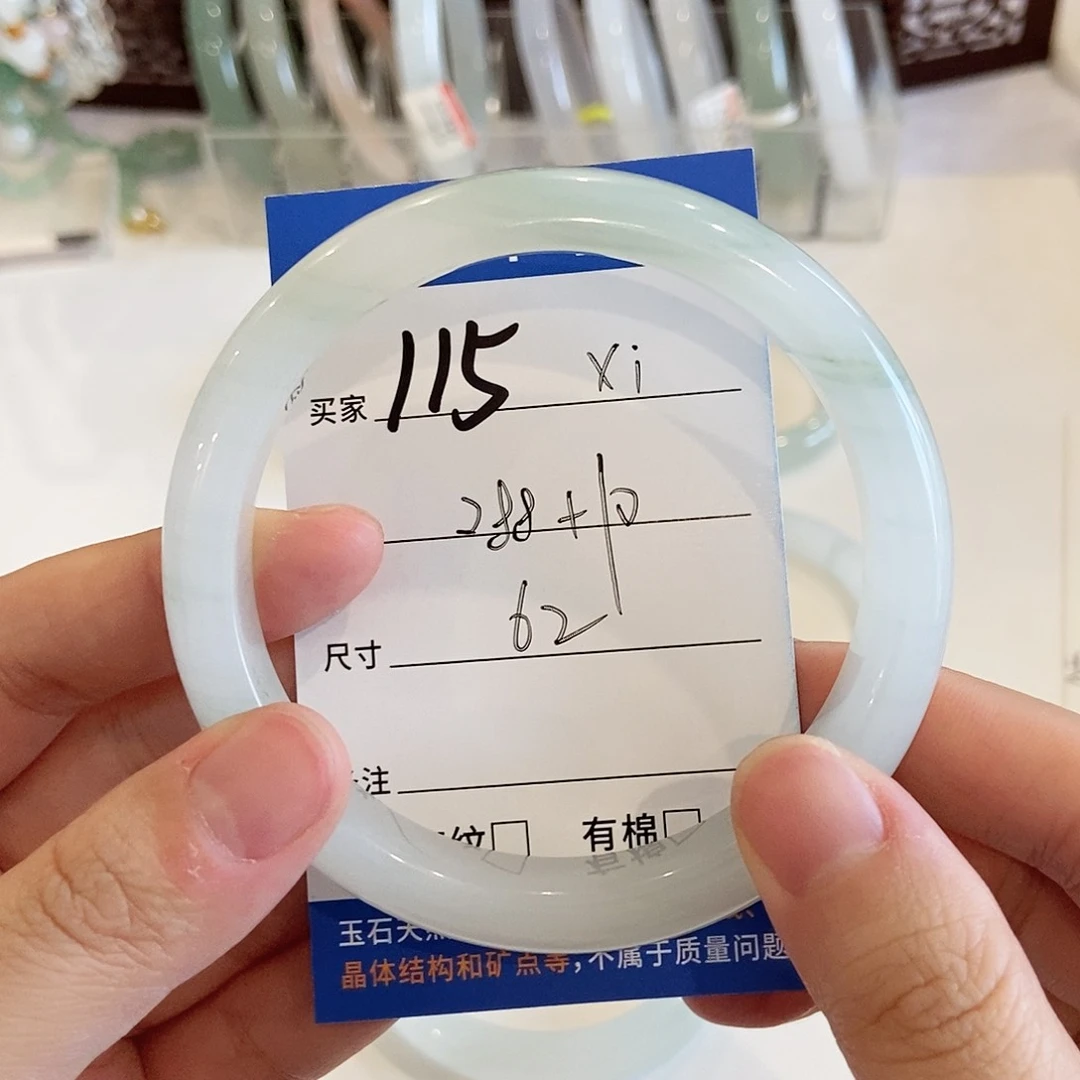 买家 115 xi
288+10
尺寸 62
注
纹□ 有棉□
玉石天
晶体结构和矿点等，不属于质量问题